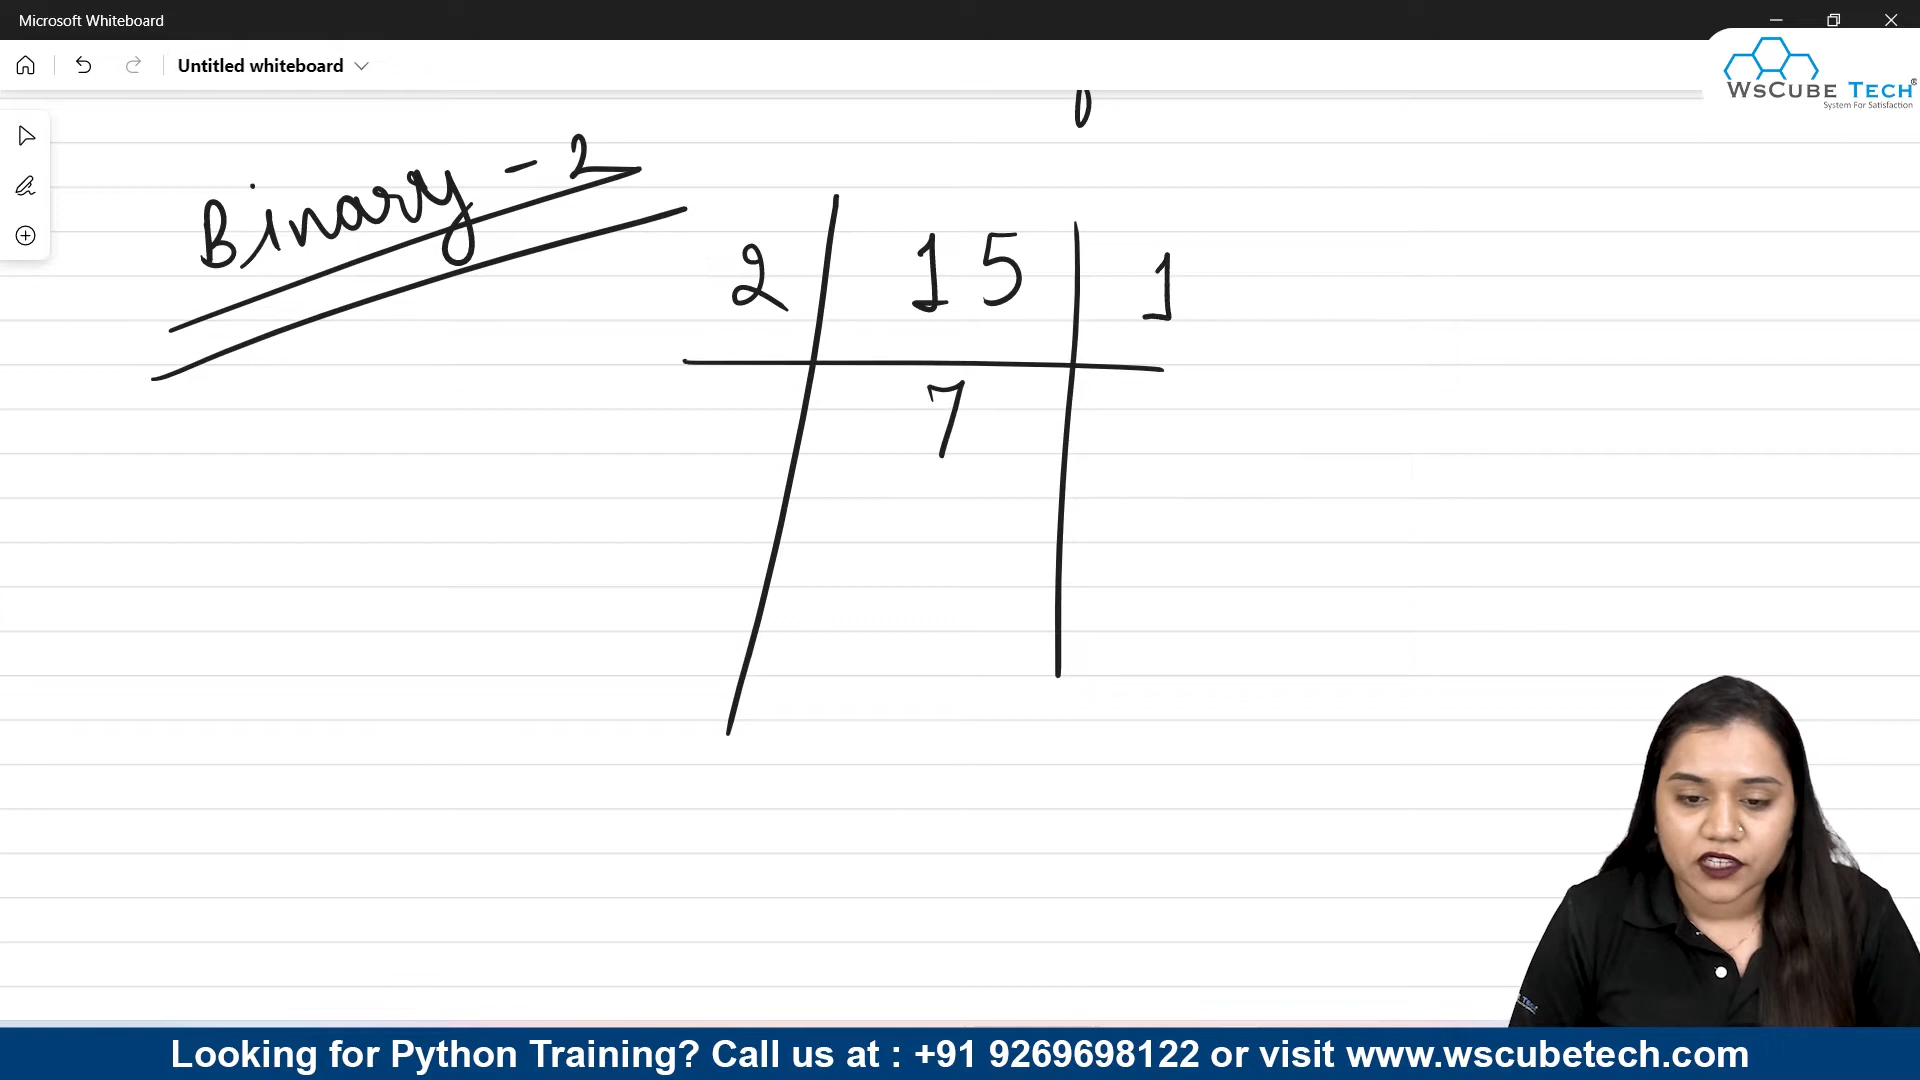 Microsoft Whiteboard
Untitled whiteboard
WsCube Tech
System For Satisfaction
Binary - 2
2 15 1
7
Looking for Python Training? Call us at : +91 9269698122 or visit www.wscubetech.com